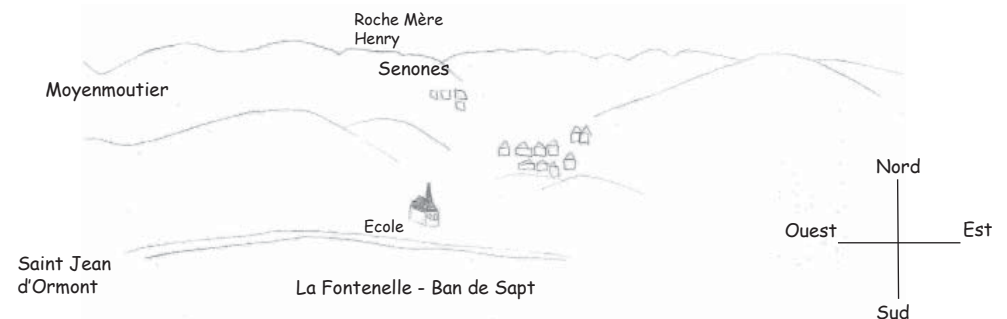 Roche Mère
Henry
Senones
Moyenmoutier
Nord
Ecole
Ouest
Est
Saint Jean
d'Ormont
La Fontenelle - Ban de Sapt
Sud